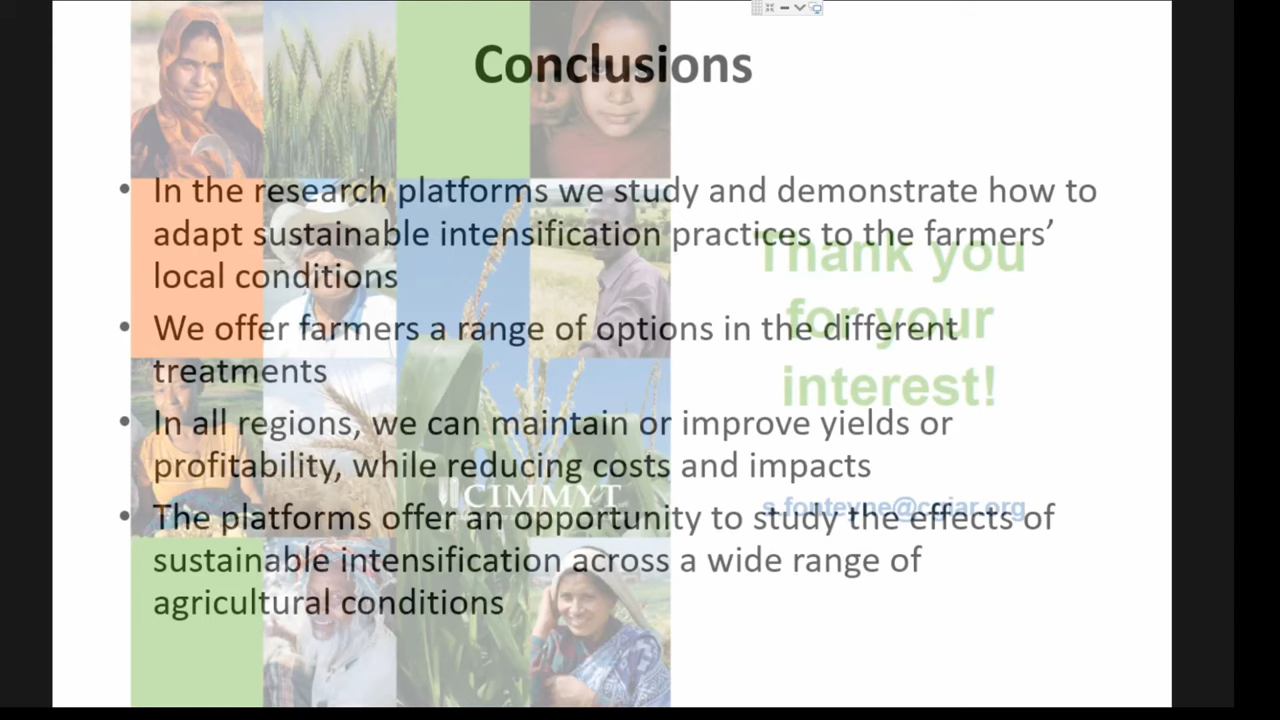 Conclusions
• In the research platforms we study and demonstrate how to
adapt sustainable intensification practices to the farmers’
local conditions
• We offer farmers a range of options in the different
treatments
• In all regions, we can maintain or improve yields or
profitability, while reducing costs and impacts
• The platforms offer an opportunity to study the effects of
sustainable intensification across a wide range of
agricultural conditions
Thank you
for your
interest!
CIMMYT
s.fonteyne@cgiar.org